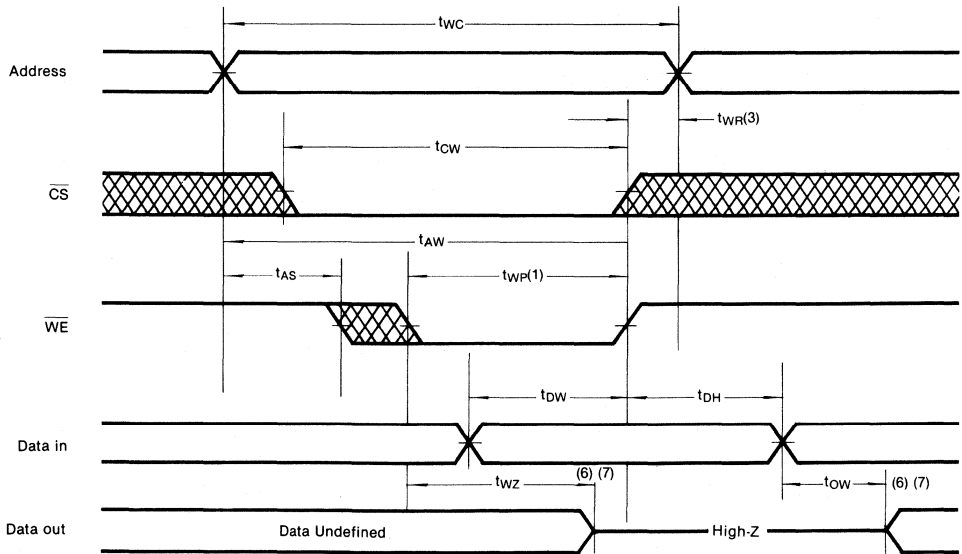 tWC
Address
tWR(3)
tCW
CS
tAW
tAS
tWP(1)
WE
tDW
tDH
Data in
tWZ
(6) (7)
tOW
(6) (7)
Data out
Data Undefined
High-Z